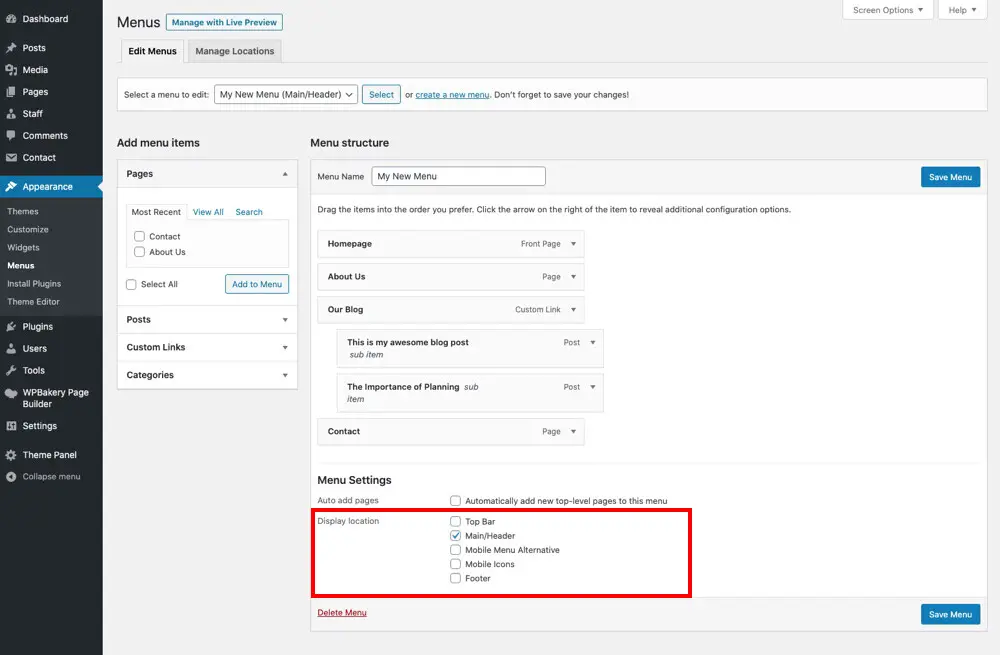 Dashboard
Posts
Media
Pages
Staff
Comments
Contact
Appearance
Themes
Customize
Widgets
Menus
Install Plugins
Theme Editor
Plugins
Users
Tools
WPBakery Page
Builder
Settings
Theme Panel
Collapse menu
Screen Options
Help
Menus
Manage with Live Preview
Edit Menus
Manage Locations
Select a menu to edit: My New Menu (Main/Header) Select or create a new menu. Don't forget to save your changes!
Add menu items
Pages
Most Recent View All Search
Contact
About Us
Select All
Add to Menu
Posts
Custom Links
Categories
Menu structure
Menu Name My New Menu
Save Menu
Drag the items into the order you prefer. Click the arrow on the right of the item to reveal additional configuration options.
Homepage Front Page
About Us Page
Our Blog Custom Link
This is my awesome blog post Post
sub item
The Importance of Planning sub Post
item
Contact Page
Menu Settings
Auto add pages Automatically add new top-level pages to this menu
Display location Top Bar
Main/Header
Mobile Menu Alternative
Mobile Icons
Footer
Delete Menu
Save Menu